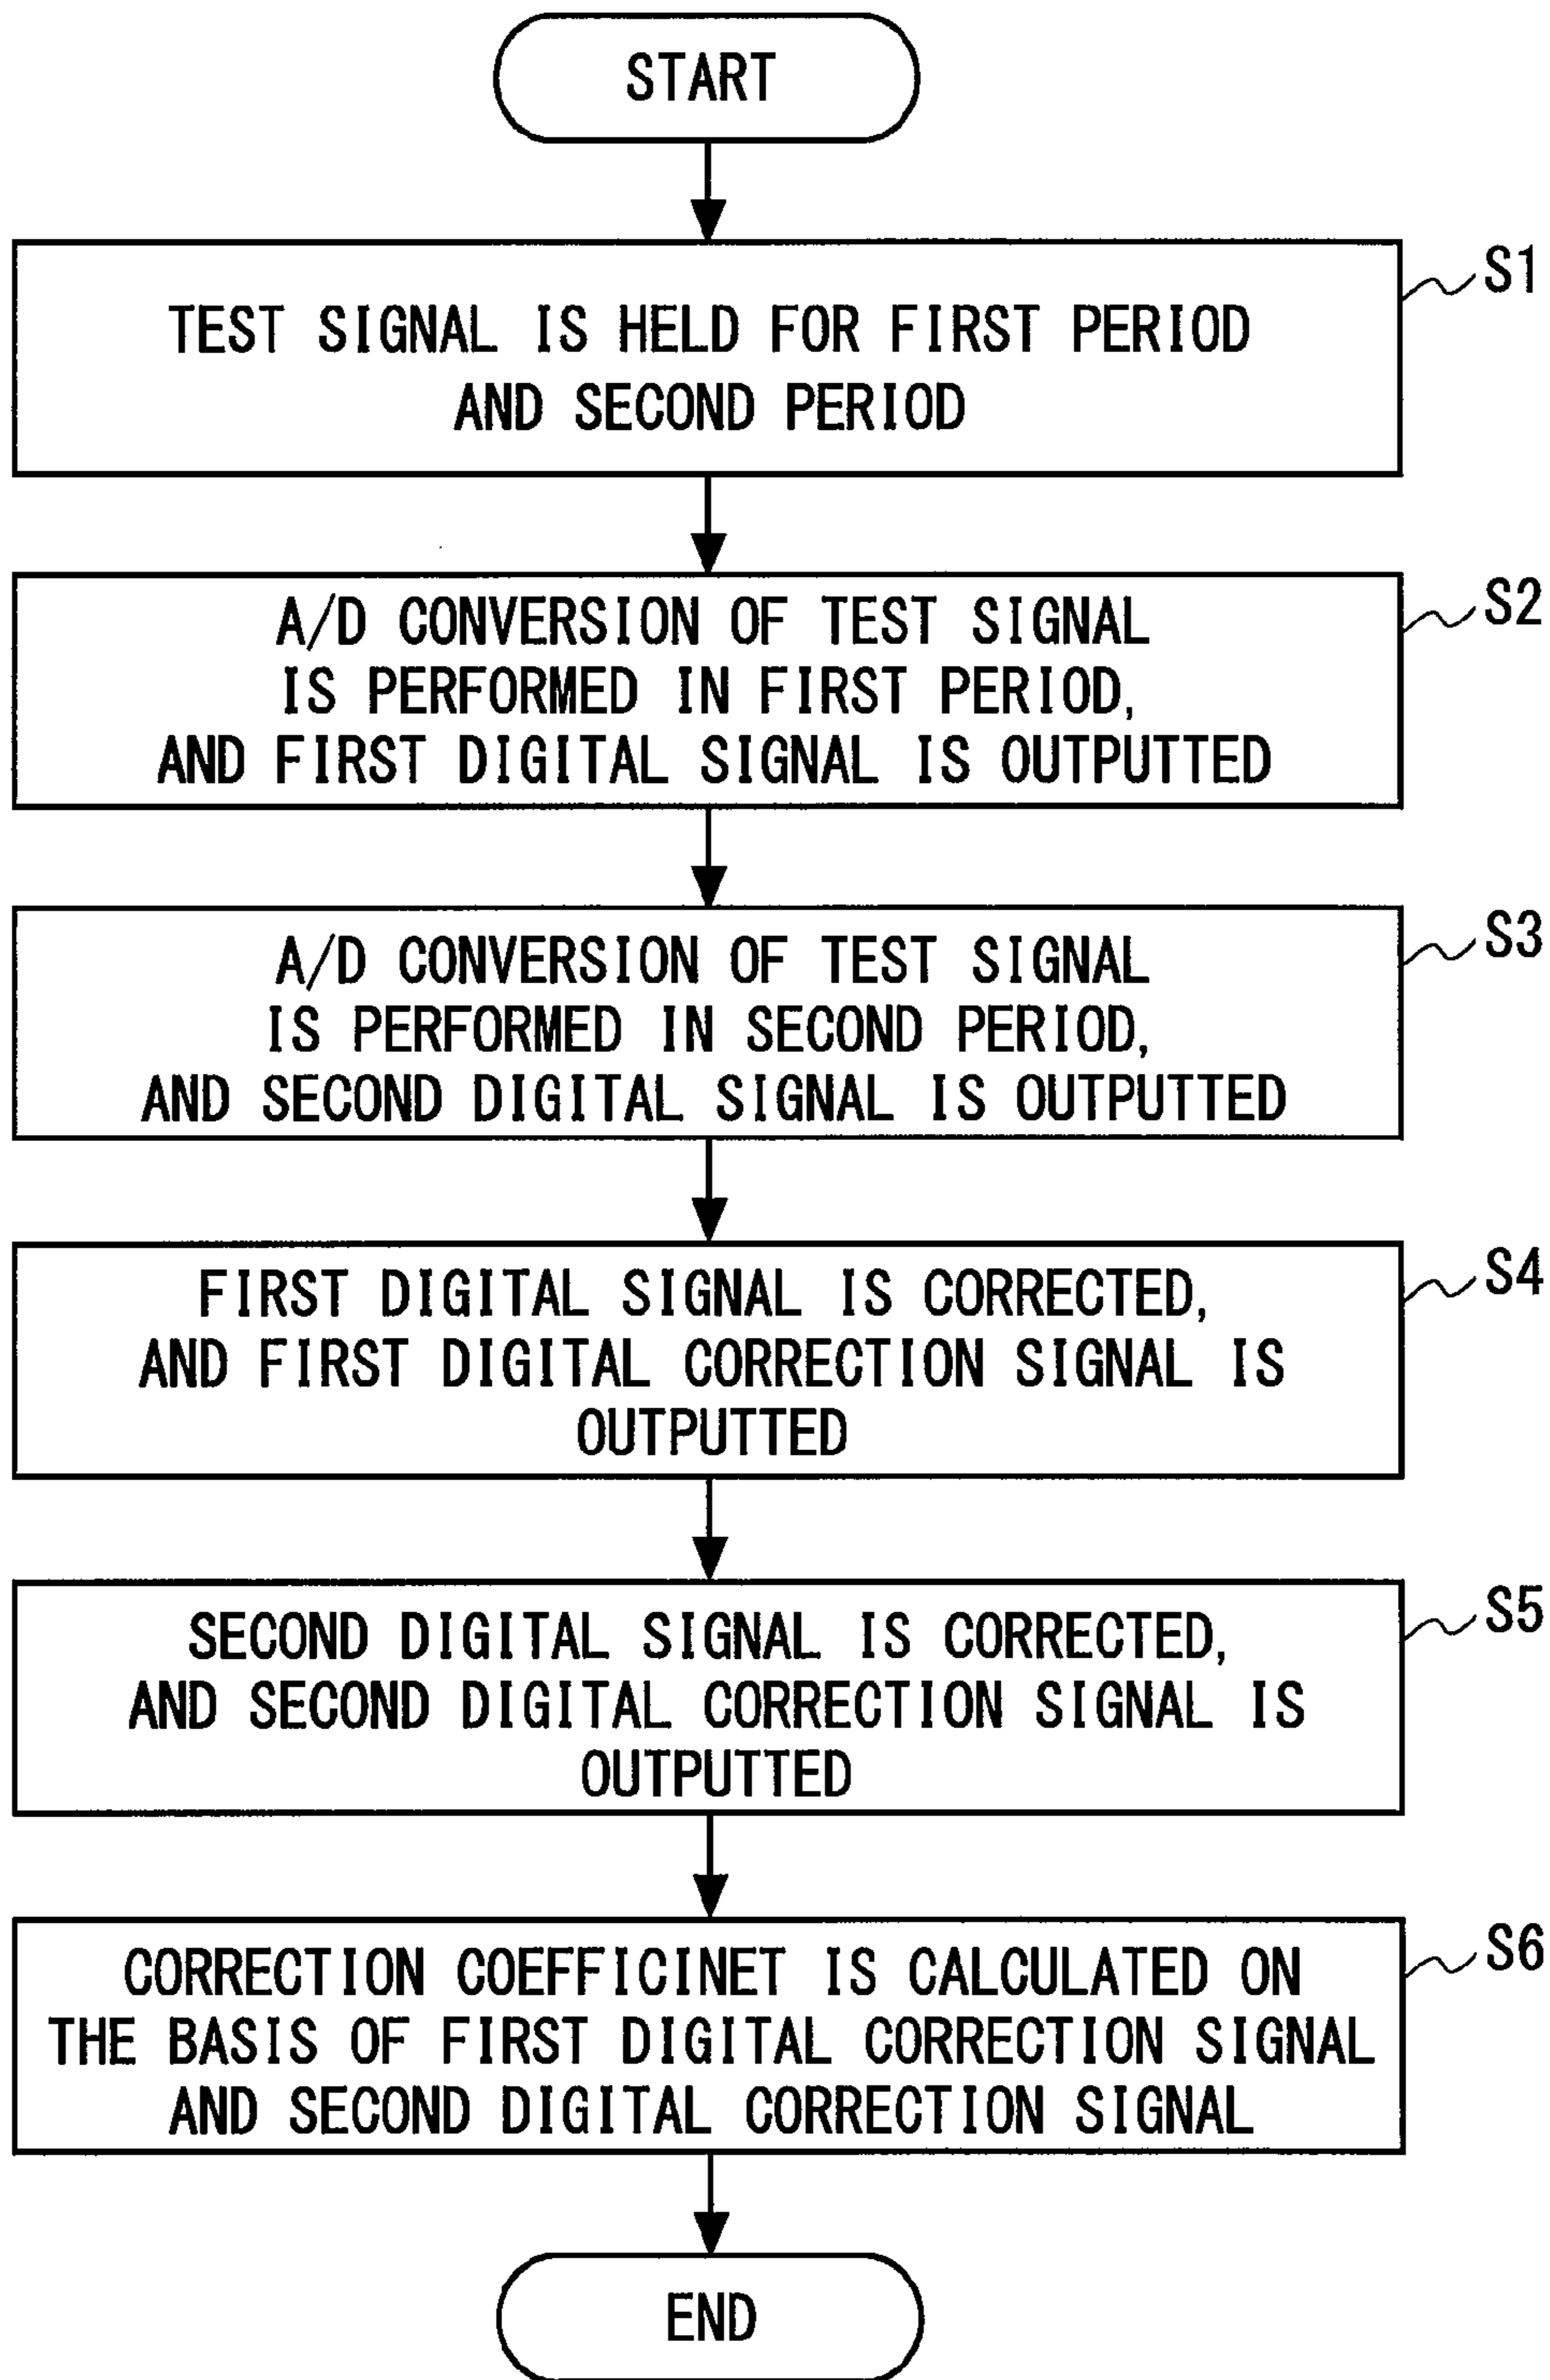 START
S1
TEST SIGNAL IS HELD FOR FIRST PERIOD
AND SECOND PERIOD
S2
A/D CONVERSION OF TEST SIGNAL
IS PERFORMED IN FIRST PERIOD,
AND FIRST DIGITAL SIGNAL IS OUTPUTTED
S3
A/D CONVERSION OF TEST SIGNAL
IS PERFORMED IN SECOND PERIOD,
AND SECOND DIGITAL SIGNAL IS OUTPUTTED
S4
FIRST DIGITAL SIGNAL IS CORRECTED,
AND FIRST DIGITAL CORRECTION SIGNAL IS
OUTPUTTED
S5
SECOND DIGITAL SIGNAL IS CORRECTED,
AND SECOND DIGITAL CORRECTION SIGNAL IS
OUTPUTTED
S6
CORRECTION COEFFICINET IS CALCULATED ON
THE BASIS OF FIRST DIGITAL CORRECTION SIGNAL
AND SECOND DIGITAL CORRECTION SIGNAL
END